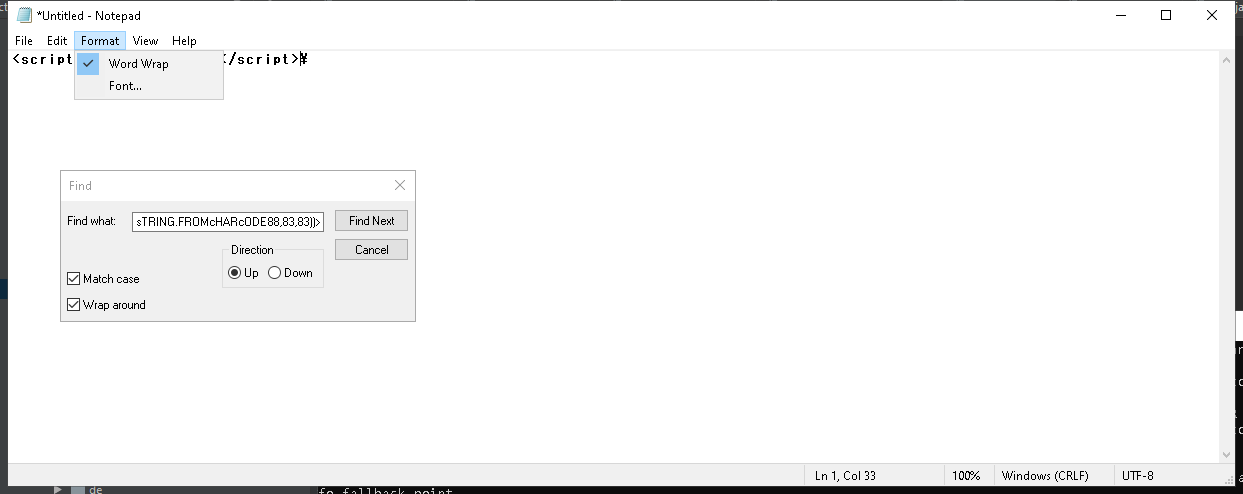 *Untitled - Notepad
File Edit Format View Help
<script </script>¥
Word Wrap
Font...
Find
Find what: sTRING.FROMcHARcODE88,83,83))> Find Next
Direction Cancel
Up Down
Match case
Wrap around
Ln 1, Col 33 100% Windows (CRLF) UTF-8
de
fo fallback point